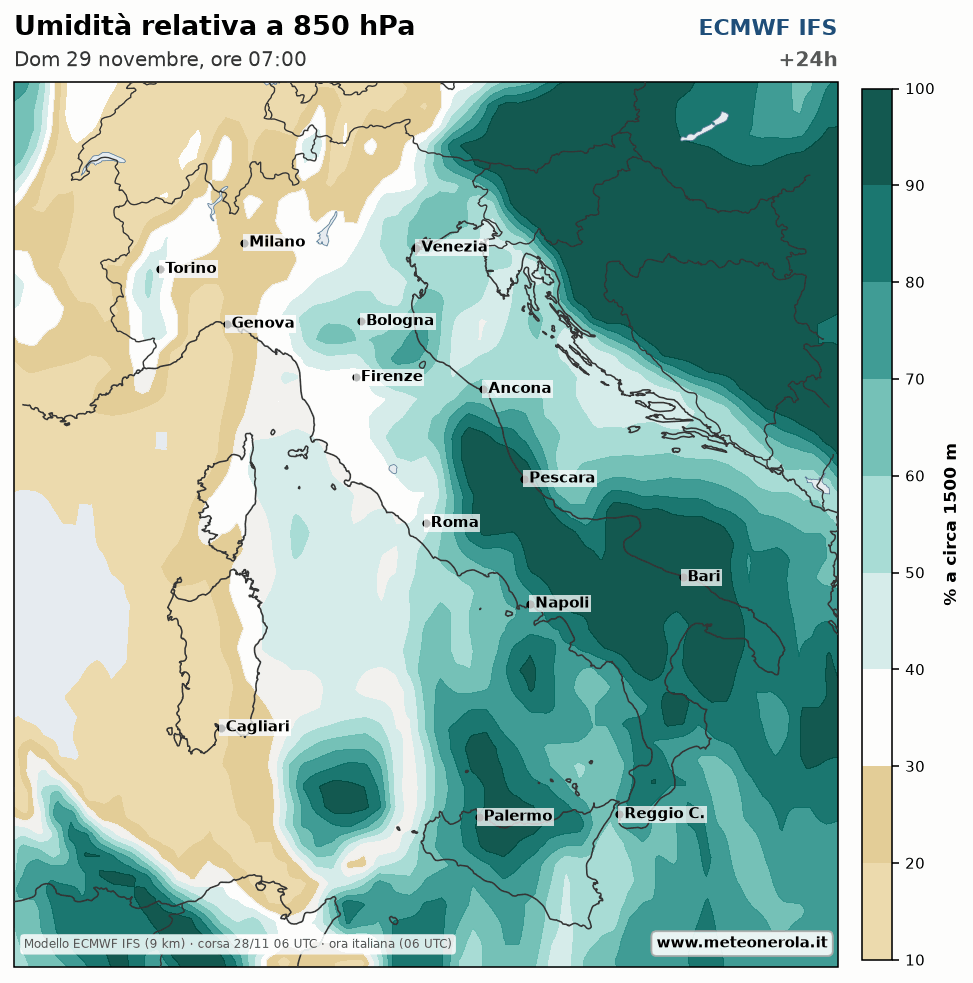 Umidità relativa a 850 hPa
ECMWF IFS
Dom 29 novembre, ore 07:00
+24h
100
90
80
70
60
50
40
30
20
10
% a circa 1500 m
Milano
Venezia
Torino
Genova
Bologna
Firenze
Ancona
Pescara
Roma
Bari
Napoli
Cagliari
Palermo
Reggio C.
Modello ECMWF IFS (9 km) · corsa 28/11 06 UTC · ora italiana (06 UTC)
www.meteonerola.it